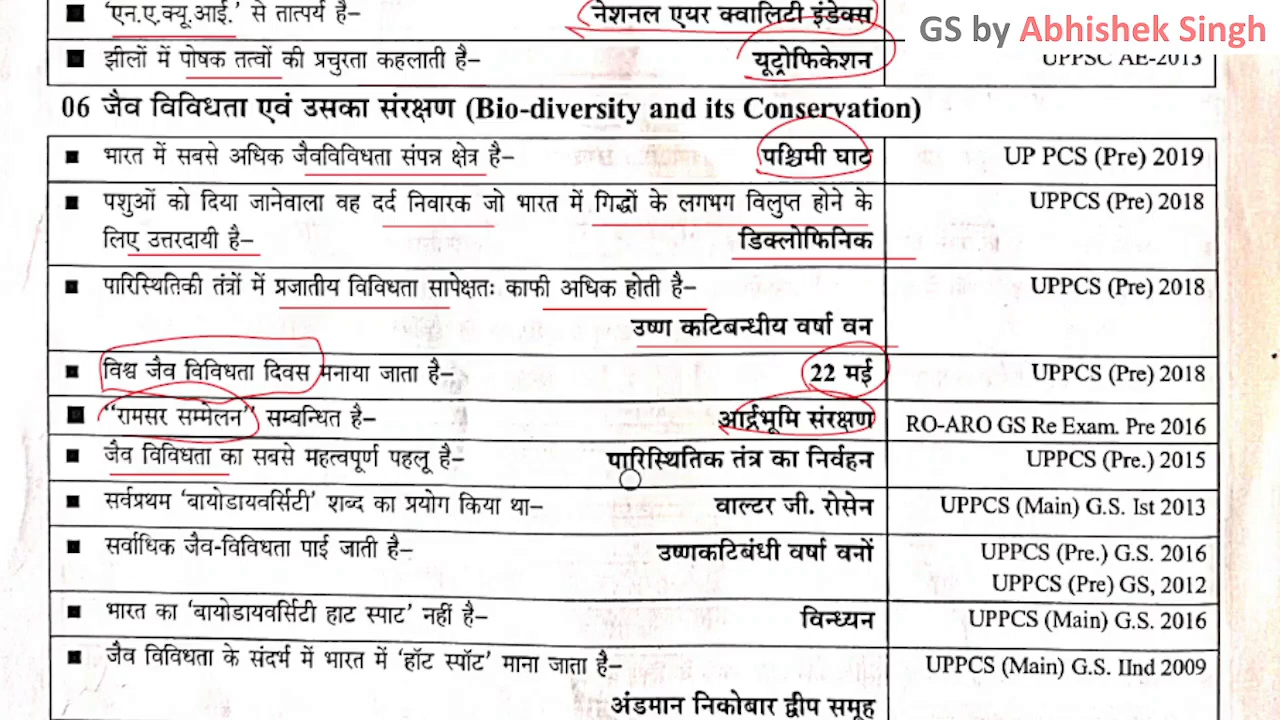 ■ 'एन.ए.क्यू.आई.' से तात्पर्य है– नेशनल एयर क्वालिटी इंडेक्स
GS by Abhishek Singh
■ झीलों में पोषक तत्वों की प्रचुरता कहलाती है– यूट्रोफिकेशन UPPSC AE-2013
06 जैव विविधता एवं उसका संरक्षण (Bio-diversity and its Conservation)
■ भारत में सबसे अधिक जैवविविधता संपन्न क्षेत्र है– पश्चिमी घाट UP PCS (Pre) 2019
■ पशुओं को दिया जानेवाला वह दर्द निवारक जो भारत में गिद्धों के लगभग विलुप्त होने के UPPCS (Pre) 2018
लिए उत्तरदायी है– डिक्लोफिनिक
■ पारिस्थितिकी तंत्रों में प्रजातीय विविधता सापेक्षतः काफी अधिक होती है– UPPCS (Pre) 2018
उष्ण कटिबन्धीय वर्षा वन
■ विश्व जैव विविधता दिवस मनाया जाता है– 22 मई UPPCS (Pre) 2018
■ "रामसर सम्मेलन" सम्बन्धित है– आर्द्रभूमि संरक्षण RO-ARO GS Re Exam. Pre 2016
■ जैव विविधता का सबसे महत्वपूर्ण पहलू है– पारिस्थितिक तंत्र का निर्वहन UPPCS (Pre.) 2015
■ सर्वप्रथम 'बायोडायवर्सिटी' शब्द का प्रयोग किया था– वाल्टर जी. रोसेन UPPCS (Main) G.S. Ist 2013
■ सर्वाधिक जैव-विविधता पाई जाती है– उष्णकटिबंधी वर्षा वनों UPPCS (Pre.) G.S. 2016
UPPCS (Pre) GS, 2012
■ भारत का 'बायोडायवर्सिटी हाट स्पाट' नहीं है– विन्ध्यन UPPCS (Main) G.S. 2016
■ जैव विविधता के संदर्भ में भारत में 'हॉट स्पॉट' माना जाता है– UPPCS (Main) G.S. IInd 2009
अंडमान निकोबार द्वीप समूह